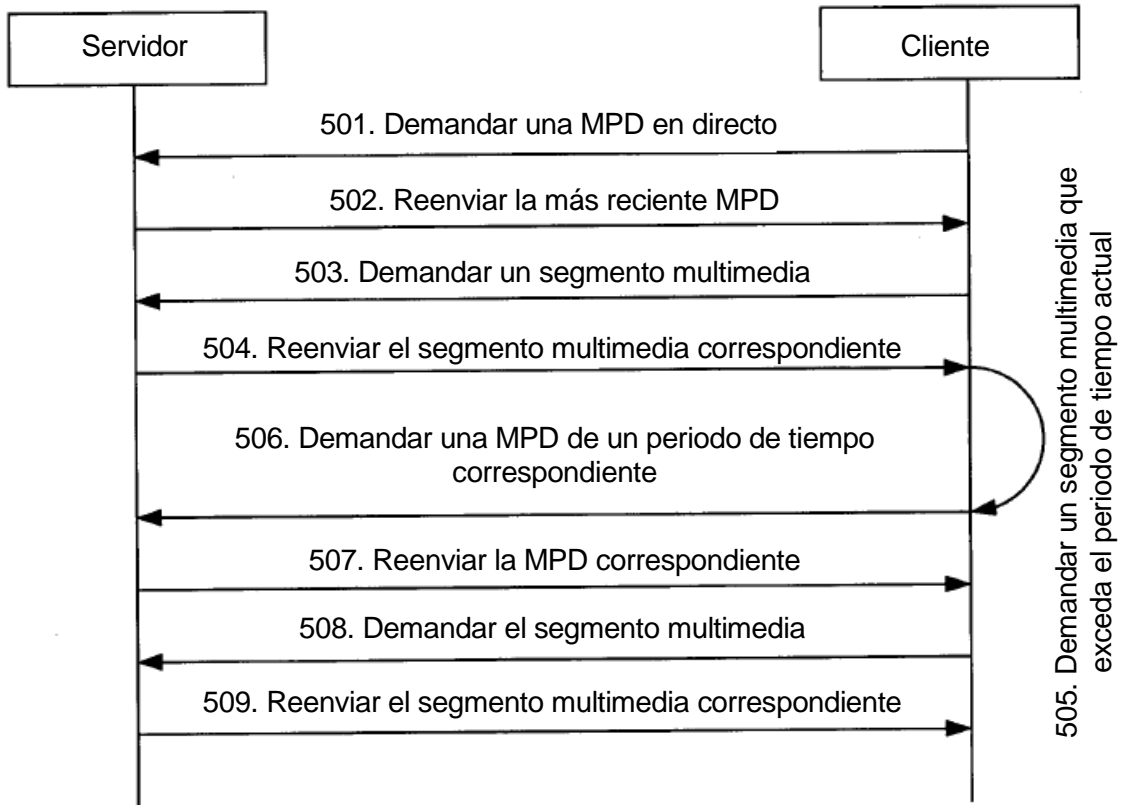 Servidor
Cliente
501. Demandar una MPD en directo
502. Reenviar la más reciente MPD
503. Demandar un segmento multimedia
504. Reenviar el segmento multimedia correspondiente
505. Demandar un segmento multimedia que
exceda el periodo de tiempo actual
506. Demandar una MPD de un periodo de tiempo
correspondiente
507. Reenviar la MPD correspondiente
508. Demandar el segmento multimedia
509. Reenviar el segmento multimedia correspondiente